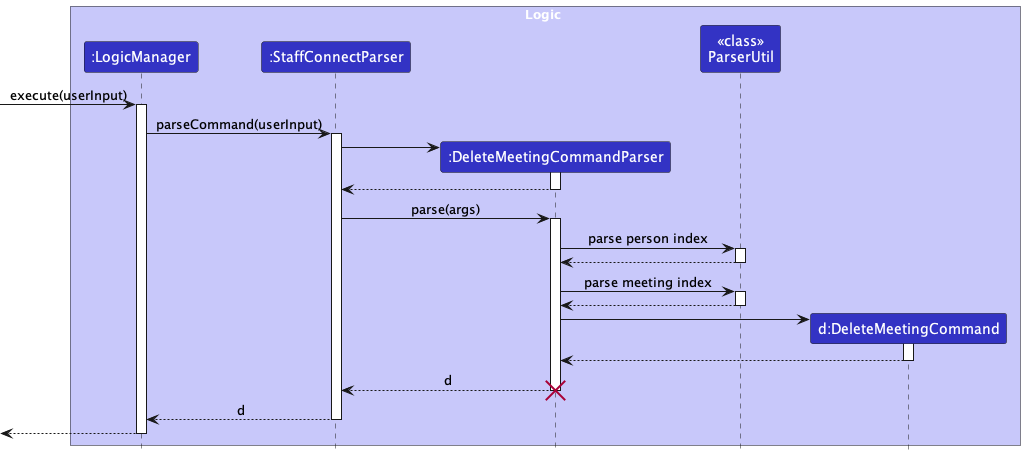 Logic
«class»
ParserUtil
:LogicManager
:StaffConnectParser
execute(userInput)
parseCommand(userInput)
:DeleteMeetingCommandParser
parse(args)
parse person index
parse meeting index
d:DeleteMeetingCommand
d
d